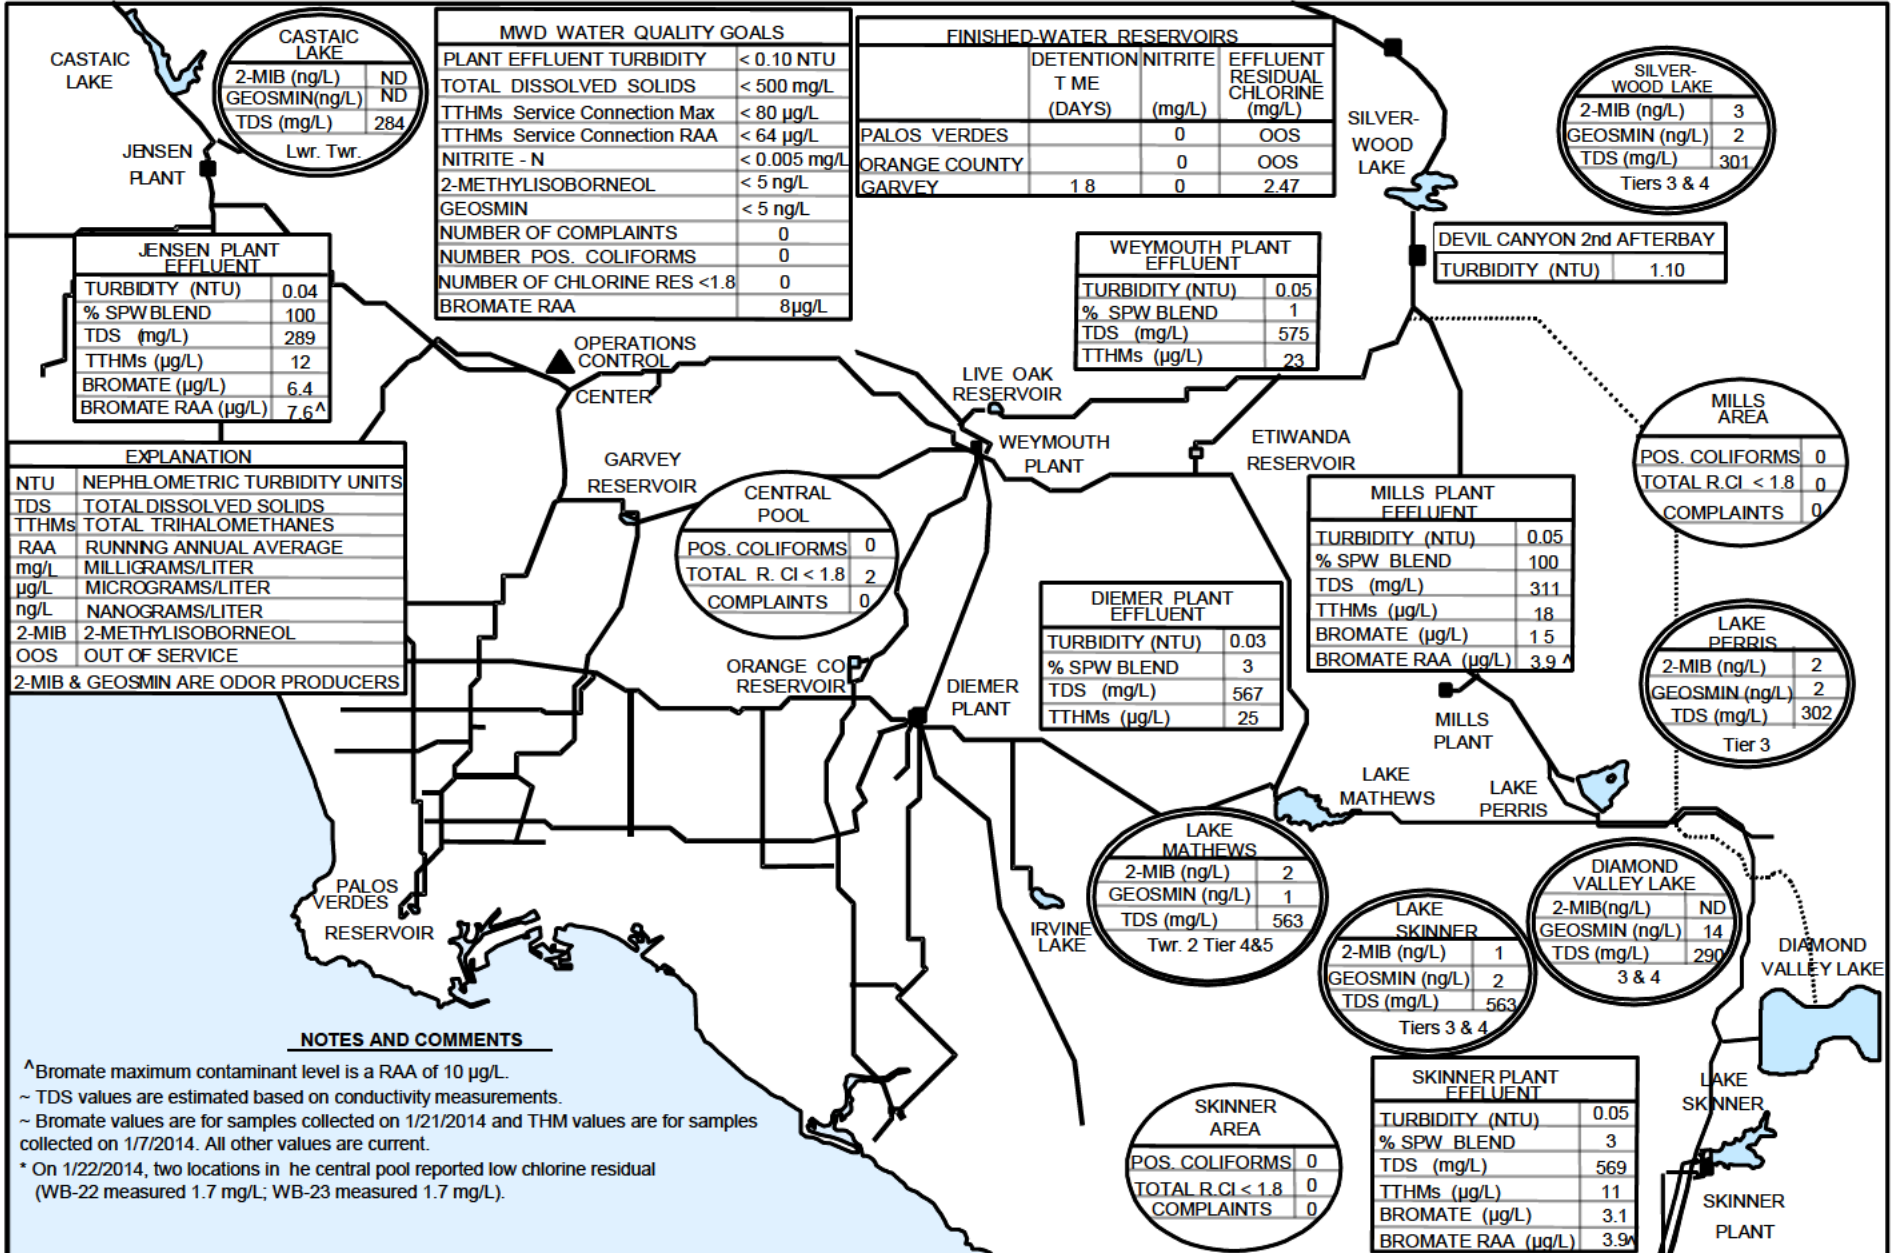 CASTAIC
LAKE
CASTAIC
LAKE
2-MIB (ng/L) ND
GEOSMIN(ng/L) ND
TDS (mg/L) 284
Lwr. Twr.
JENSEN
PLANT
MWD WATER QUALITY GOALS
PLANT EFFLUENT TURBIDITY < 0.10 NTU
TOTAL DISSOLVED SOLIDS < 500 mg/L
TTHMs Service Connection Max < 80 µg/L
TTHMs Service Connection RAA < 64 µg/L
NITRITE - N < 0.005 mg/L
2-METHYLISOBORNEOL < 5 ng/L
GEOSMIN < 5 ng/L
NUMBER OF COMPLAINTS 0
NUMBER POS. COLIFORMS 0
NUMBER OF CHLORINE RES <1.8 0
BROMATE RAA 8µg/L
FINISHED-WATER RESERVOIRS
DETENTION NITRITE EFFLUENT
T ME RESIDUAL
CHLORINE
(DAYS) (mg/L) (mg/L)
PALOS VERDES 0 OOS
ORANGE COUNTY 0 OOS
GARVEY 1 8 0 2.47
SILVER-
WOOD
LAKE
SILVER-
WOOD LAKE
2-MIB (ng/L) 3
GEOSMIN (ng/L) 2
TDS (mg/L) 301
Tiers 3 & 4
DEVIL CANYON 2nd AFTERBAY
TURBIDITY (NTU) 1.10
JENSEN PLANT
EFFLUENT
TURBIDITY (NTU) 0.04
% SPW BLEND 100
TDS (mg/L) 289
TTHMs (µg/L) 12
BROMATE (µg/L) 6.4
BROMATE RAA (µg/L) 7.6^
WEYMOUTH PLANT
EFFLUENT
TURBIDITY (NTU) 0.05
% SPW BLEND 1
TDS (mg/L) 575
TTHMs (µg/L) 23
OPERATIONS
CONTROL
CENTER
LIVE OAK
RESERVOIR
WEYMOUTH
PLANT
ETIWANDA
RESERVOIR
GARVEY
RESERVOIR
MILLS
AREA
POS. COLIFORMS 0
TOTAL R.Cl < 1.8 0
COMPLAINTS 0
EXPLANATION
NTU NEPHELOMETRIC TURBIDITY UNITS
TDS TOTAL DISSOLVED SOLIDS
TTHMs TOTAL TRIHALOMETHANES
RAA RUNNING ANNUAL AVERAGE
mg/L MILLIGRAMS/LITER
µg/L MICROGRAMS/LITER
ng/L NANOGRAMS/LITER
2-MIB 2-METHYLISOBORNEOL
OOS OUT OF SERVICE
2-MIB & GEOSMIN ARE ODOR PRODUCERS
CENTRAL
POOL
POS. COLIFORMS 0
TOTAL R. Cl < 1.8 2
COMPLAINTS 0
MILLS PLANT
EFFLUENT
TURBIDITY (NTU) 0.05
% SPW BLEND 100
TDS (mg/L) 311
TTHMs (µg/L) 18
BROMATE (µg/L) 1 5
BROMATE RAA (µg/L) 3.9 ^
DIEMER PLANT
EFFLUENT
TURBIDITY (NTU) 0.03
% SPW BLEND 3
TDS (mg/L) 567
TTHMs (µg/L) 25
LAKE
PERRIS
2-MIB (ng/L) 2
GEOSMIN (ng/L) 2
TDS (mg/L) 302
Tier 3
ORANGE CO
RESERVOIR
DIEMER
PLANT
MILLS
PLANT
LAKE
MATHEWS
LAKE
PERRIS
LAKE
MATHEWS
2-MIB (ng/L) 2
GEOSMIN (ng/L) 1
TDS (mg/L) 563
Twr. 2 Tier 4&5
DIAMOND
VALLEY LAKE
2-MIB(ng/L) ND
GEOSMIN (ng/L) 14
TDS (mg/L) 290
3 & 4
PALOS
VERDES
RESERVOIR
IRVINE
LAKE
LAKE
SKINNER
2-MIB (ng/L) 1
GEOSMIN (ng/L) 2
TDS (mg/L) 563
Tiers 3 & 4
DIAMOND
VALLEY LAKE
NOTES AND COMMENTS
^Bromate maximum contaminant level is a RAA of 10 µg/L.
~ TDS values are estimated based on conductivity measurements.
~ Bromate values are for samples collected on 1/21/2014 and THM values are for samples
collected on 1/7/2014. All other values are current.
* On 1/22/2014, two locations in he central pool reported low chlorine residual
(WB-22 measured 1.7 mg/L; WB-23 measured 1.7 mg/L).
SKINNER
AREA
POS. COLIFORMS 0
TOTAL R.Cl < 1.8 0
COMPLAINTS 0
SKINNER PLANT
EFFLUENT
TURBIDITY (NTU) 0.05
% SPW BLEND 3
TDS (mg/L) 569
TTHMs (µg/L) 11
BROMATE (µg/L) 3.1
BROMATE RAA (µg/L) 3.9^
LAKE
SKINNER
SKINNER
PLANT